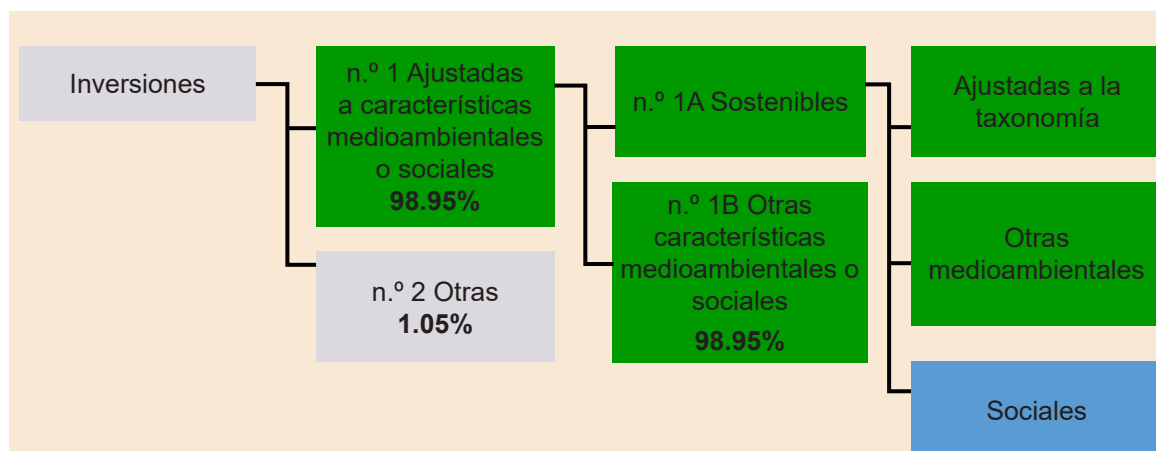 Inversiones
n.º 1 Ajustadas
a características
medioambientales
o sociales
98.95%
n.º 2 Otras
1.05%
n.º 1A Sostenibles
n.º 1B Otras
características
medioambientales o
sociales
98.95%
Ajustadas a la
taxonomía
Otras
medioambientales
Sociales